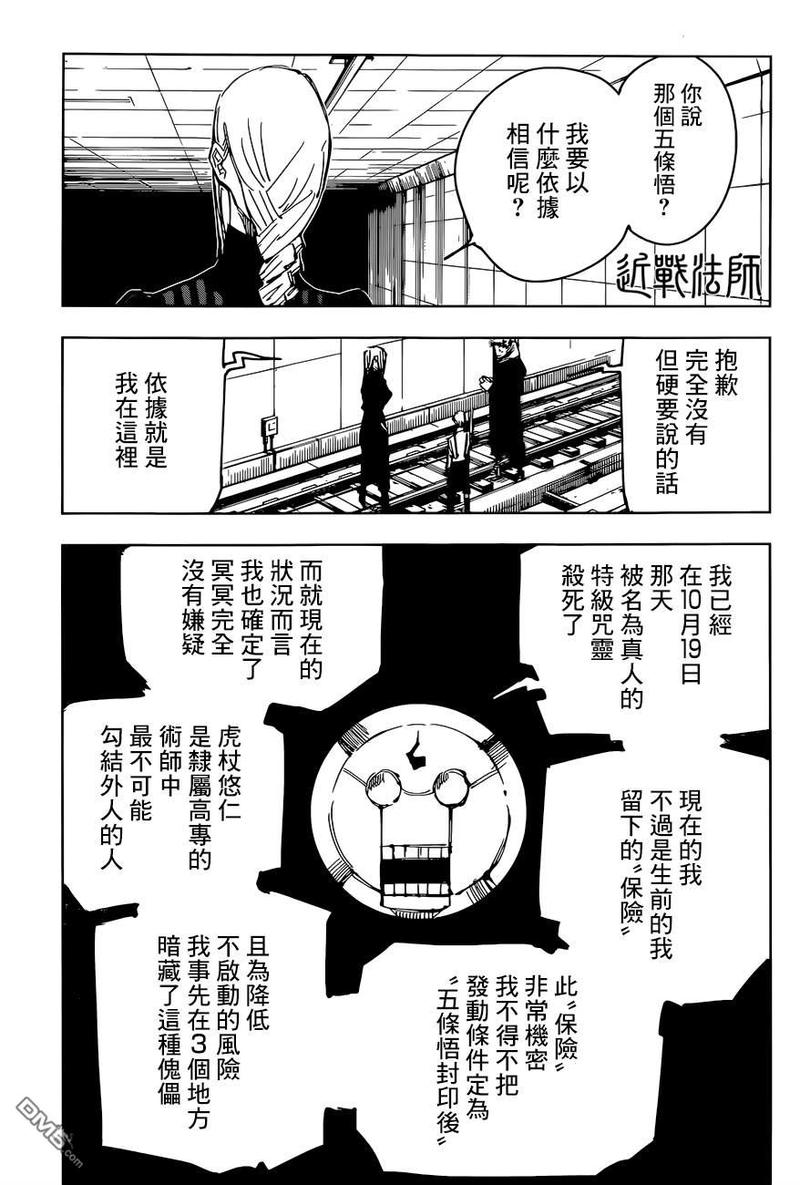 你說
那個五條悟？
我要以
什麼依據
相信呢？
近戰法師
抱歉
完全沒有
但硬要說的話
依據就是
我在這裡
我已經
在10月19日
那天
被名為真人的
特級咒靈
殺死了
現在的我
不過是生前的我
留下的〝保險〞
此〝保險〞
非常機密
我不得不把
發動條件定為
〝五條悟封印後〞
而就現在的
狀況而言
我也確定了
冥冥完全
沒有嫌疑
虎杖悠仁
是隸屬高專的
術師中
最不可能
勾結外人的人
且為降低
不啟動的風險
我事先在3個地方
暗藏了這種傀儡
DM5.com